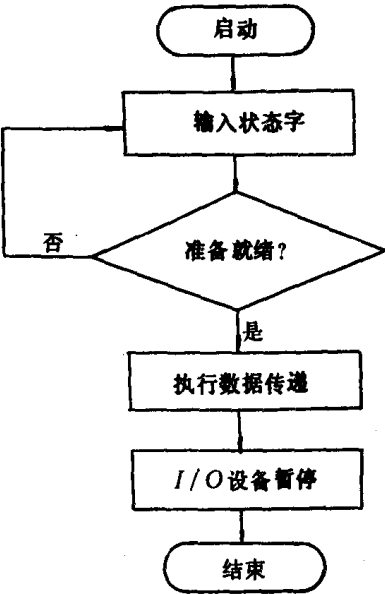 启动
输入状态字
准备就绪?
否
是
执行数据传递
I/O设备暂停
结束